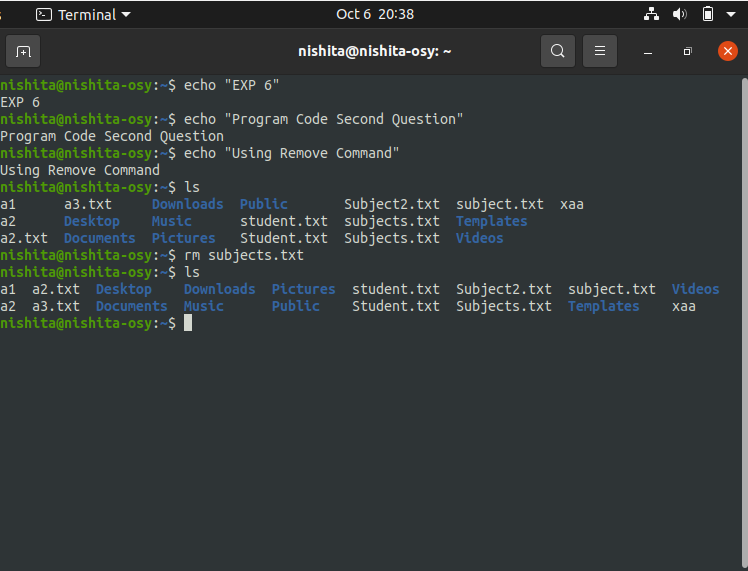 Terminal
Oct 6 20:38
nishita@nishita-osy: ~
nishita@nishita-osy:~$ echo "EXP 6"
EXP 6
nishita@nishita-osy:~$ echo "Program Code Second Question"
Program Code Second Question
nishita@nishita-osy:~$ echo "Using Remove Command"
Using Remove Command
nishita@nishita-osy:~$ ls
a1 a3.txt Downloads Public Subject2.txt subject.txt xaa
a2 Desktop Music student.txt subjects.txt Templates
a2.txt Documents Pictures Student.txt Subjects.txt Videos
nishita@nishita-osy:~$ rm subjects.txt
nishita@nishita-osy:~$ ls
a1 a2.txt Desktop Downloads Pictures student.txt Subject2.txt subject.txt Videos
a2 a3.txt Documents Music Public Student.txt Subjects.txt Templates xaa
nishita@nishita-osy:~$